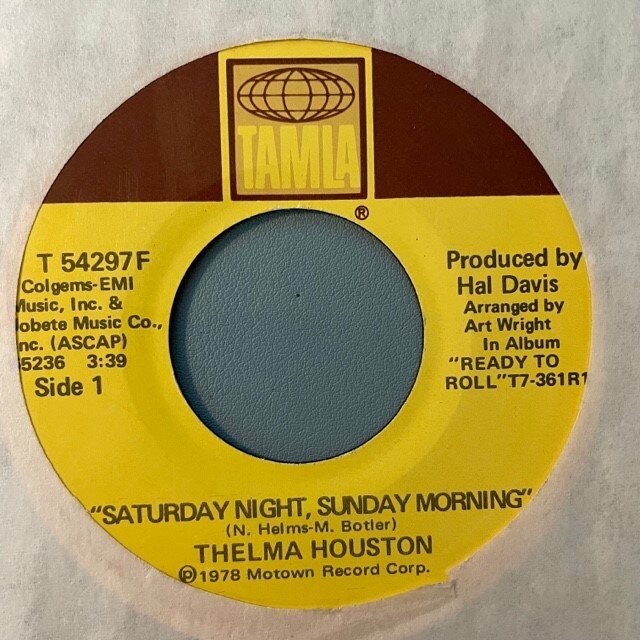 TAMLA
®
T 54297F
Colgems-EMI
Music, Inc. &
Jobete Music Co.,
Inc. (ASCAP)
5236 3:39
Side 1
Produced by
Hal Davis
Arranged by
Art Wright
In Album
"READY TO
ROLL" T7-361R1
"SATURDAY NIGHT, SUNDAY MORNING"
(N. Helms-M. Botler)
THELMA HOUSTON
℗1978 Motown Record Corp.